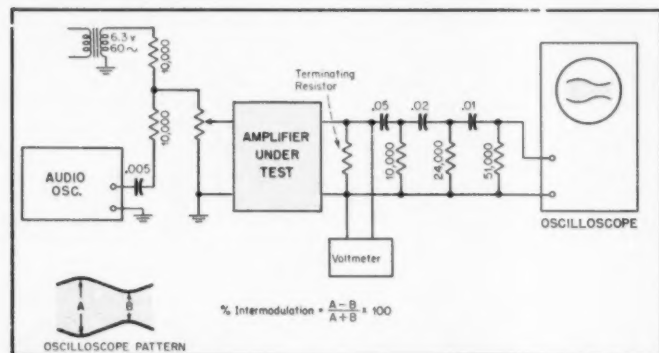 6.3 v.
60~
10,000
10,000
.005
AUDIO
OSC.
AMPLIFIER
UNDER
TEST
Terminating
Resistor
.05
.02
.01
10,000
24,000
51,000
Voltmeter
OSCILLOSCOPE
A
B
OSCILLOSCOPE PATTERN
% Intermodulation = A-B/A+B x 100